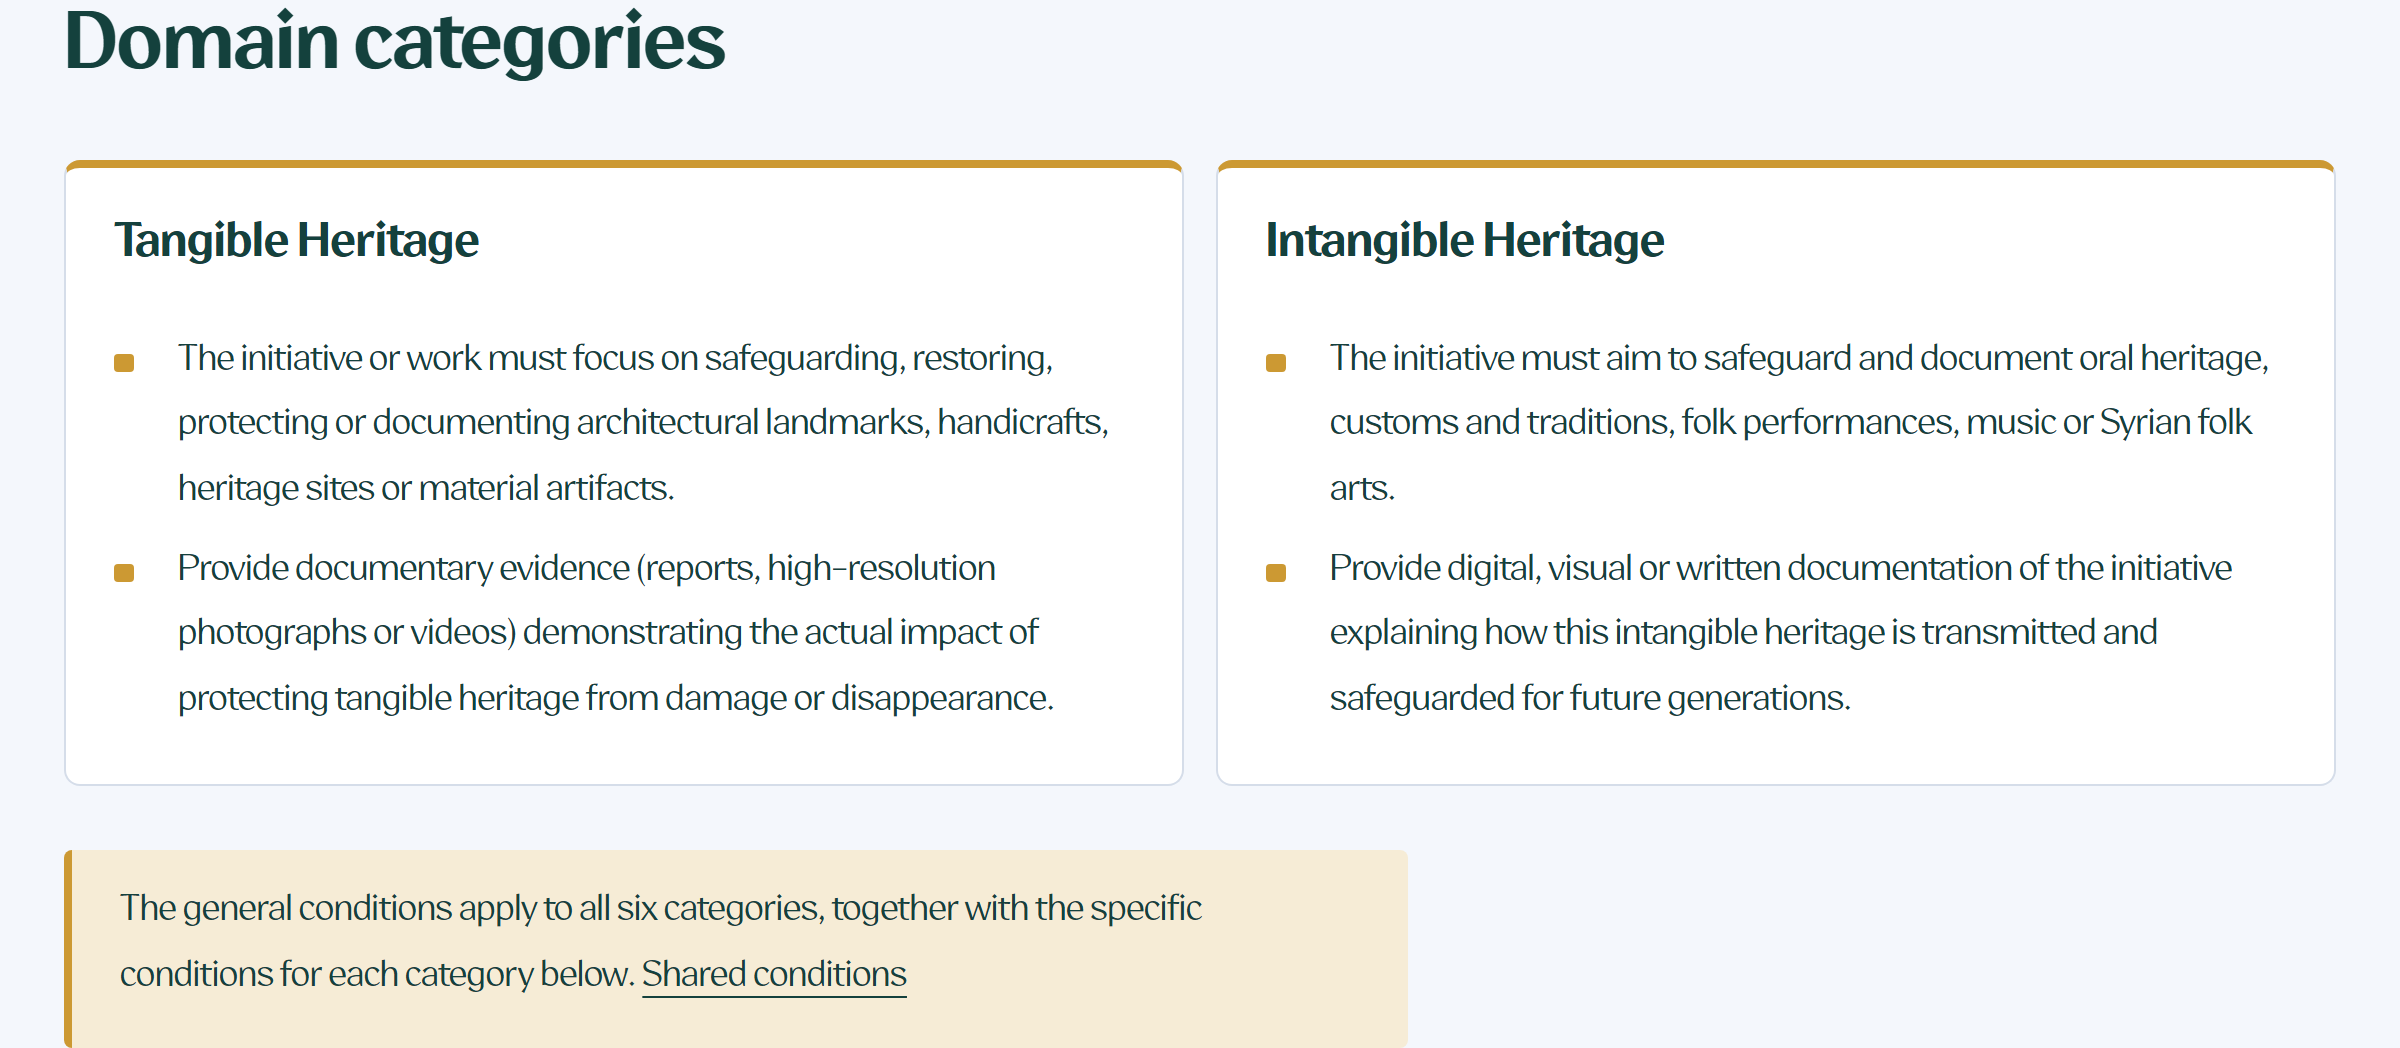 Domain categories
Tangible Heritage
The initiative or work must focus on safeguarding, restoring,
protecting or documenting architectural landmarks, handicrafts,
heritage sites or material artifacts.
Provide documentary evidence (reports, high-resolution
photographs or videos) demonstrating the actual impact of
protecting tangible heritage from damage or disappearance.
Intangible Heritage
The initiative must aim to safeguard and document oral heritage,
customs and traditions, folk performances, music or Syrian folk
arts.
Provide digital, visual or written documentation of the initiative
explaining how this intangible heritage is transmitted and
safeguarded for future generations.
The general conditions apply to all six categories, together with the specific
conditions for each category below. Shared conditions